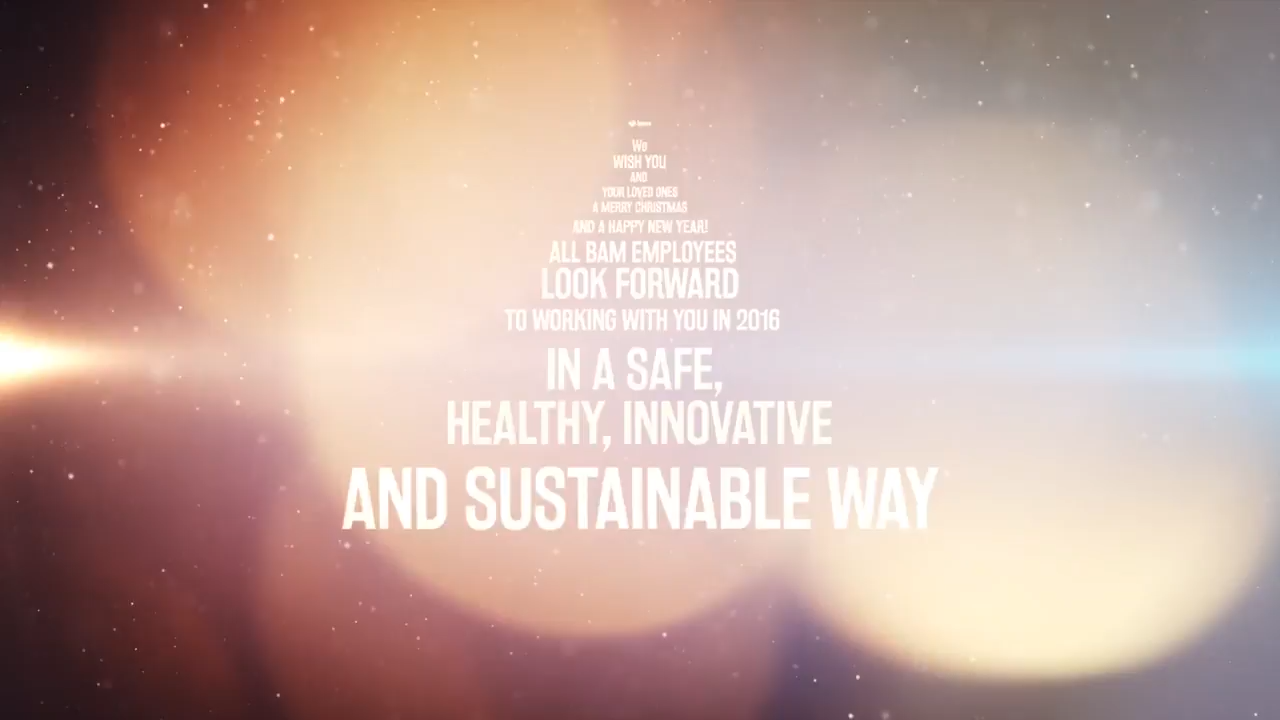 We
WISH YOU
AND
YOUR LOVED ONES
A MERRY CHRISTMAS
AND A HAPPY NEW YEAR!
ALL BAM EMPLOYEES
LOOK FORWARD
TO WORKING WITH YOU IN 2016
IN A SAFE,
HEALTHY, INNOVATIVE
AND SUSTAINABLE WAY